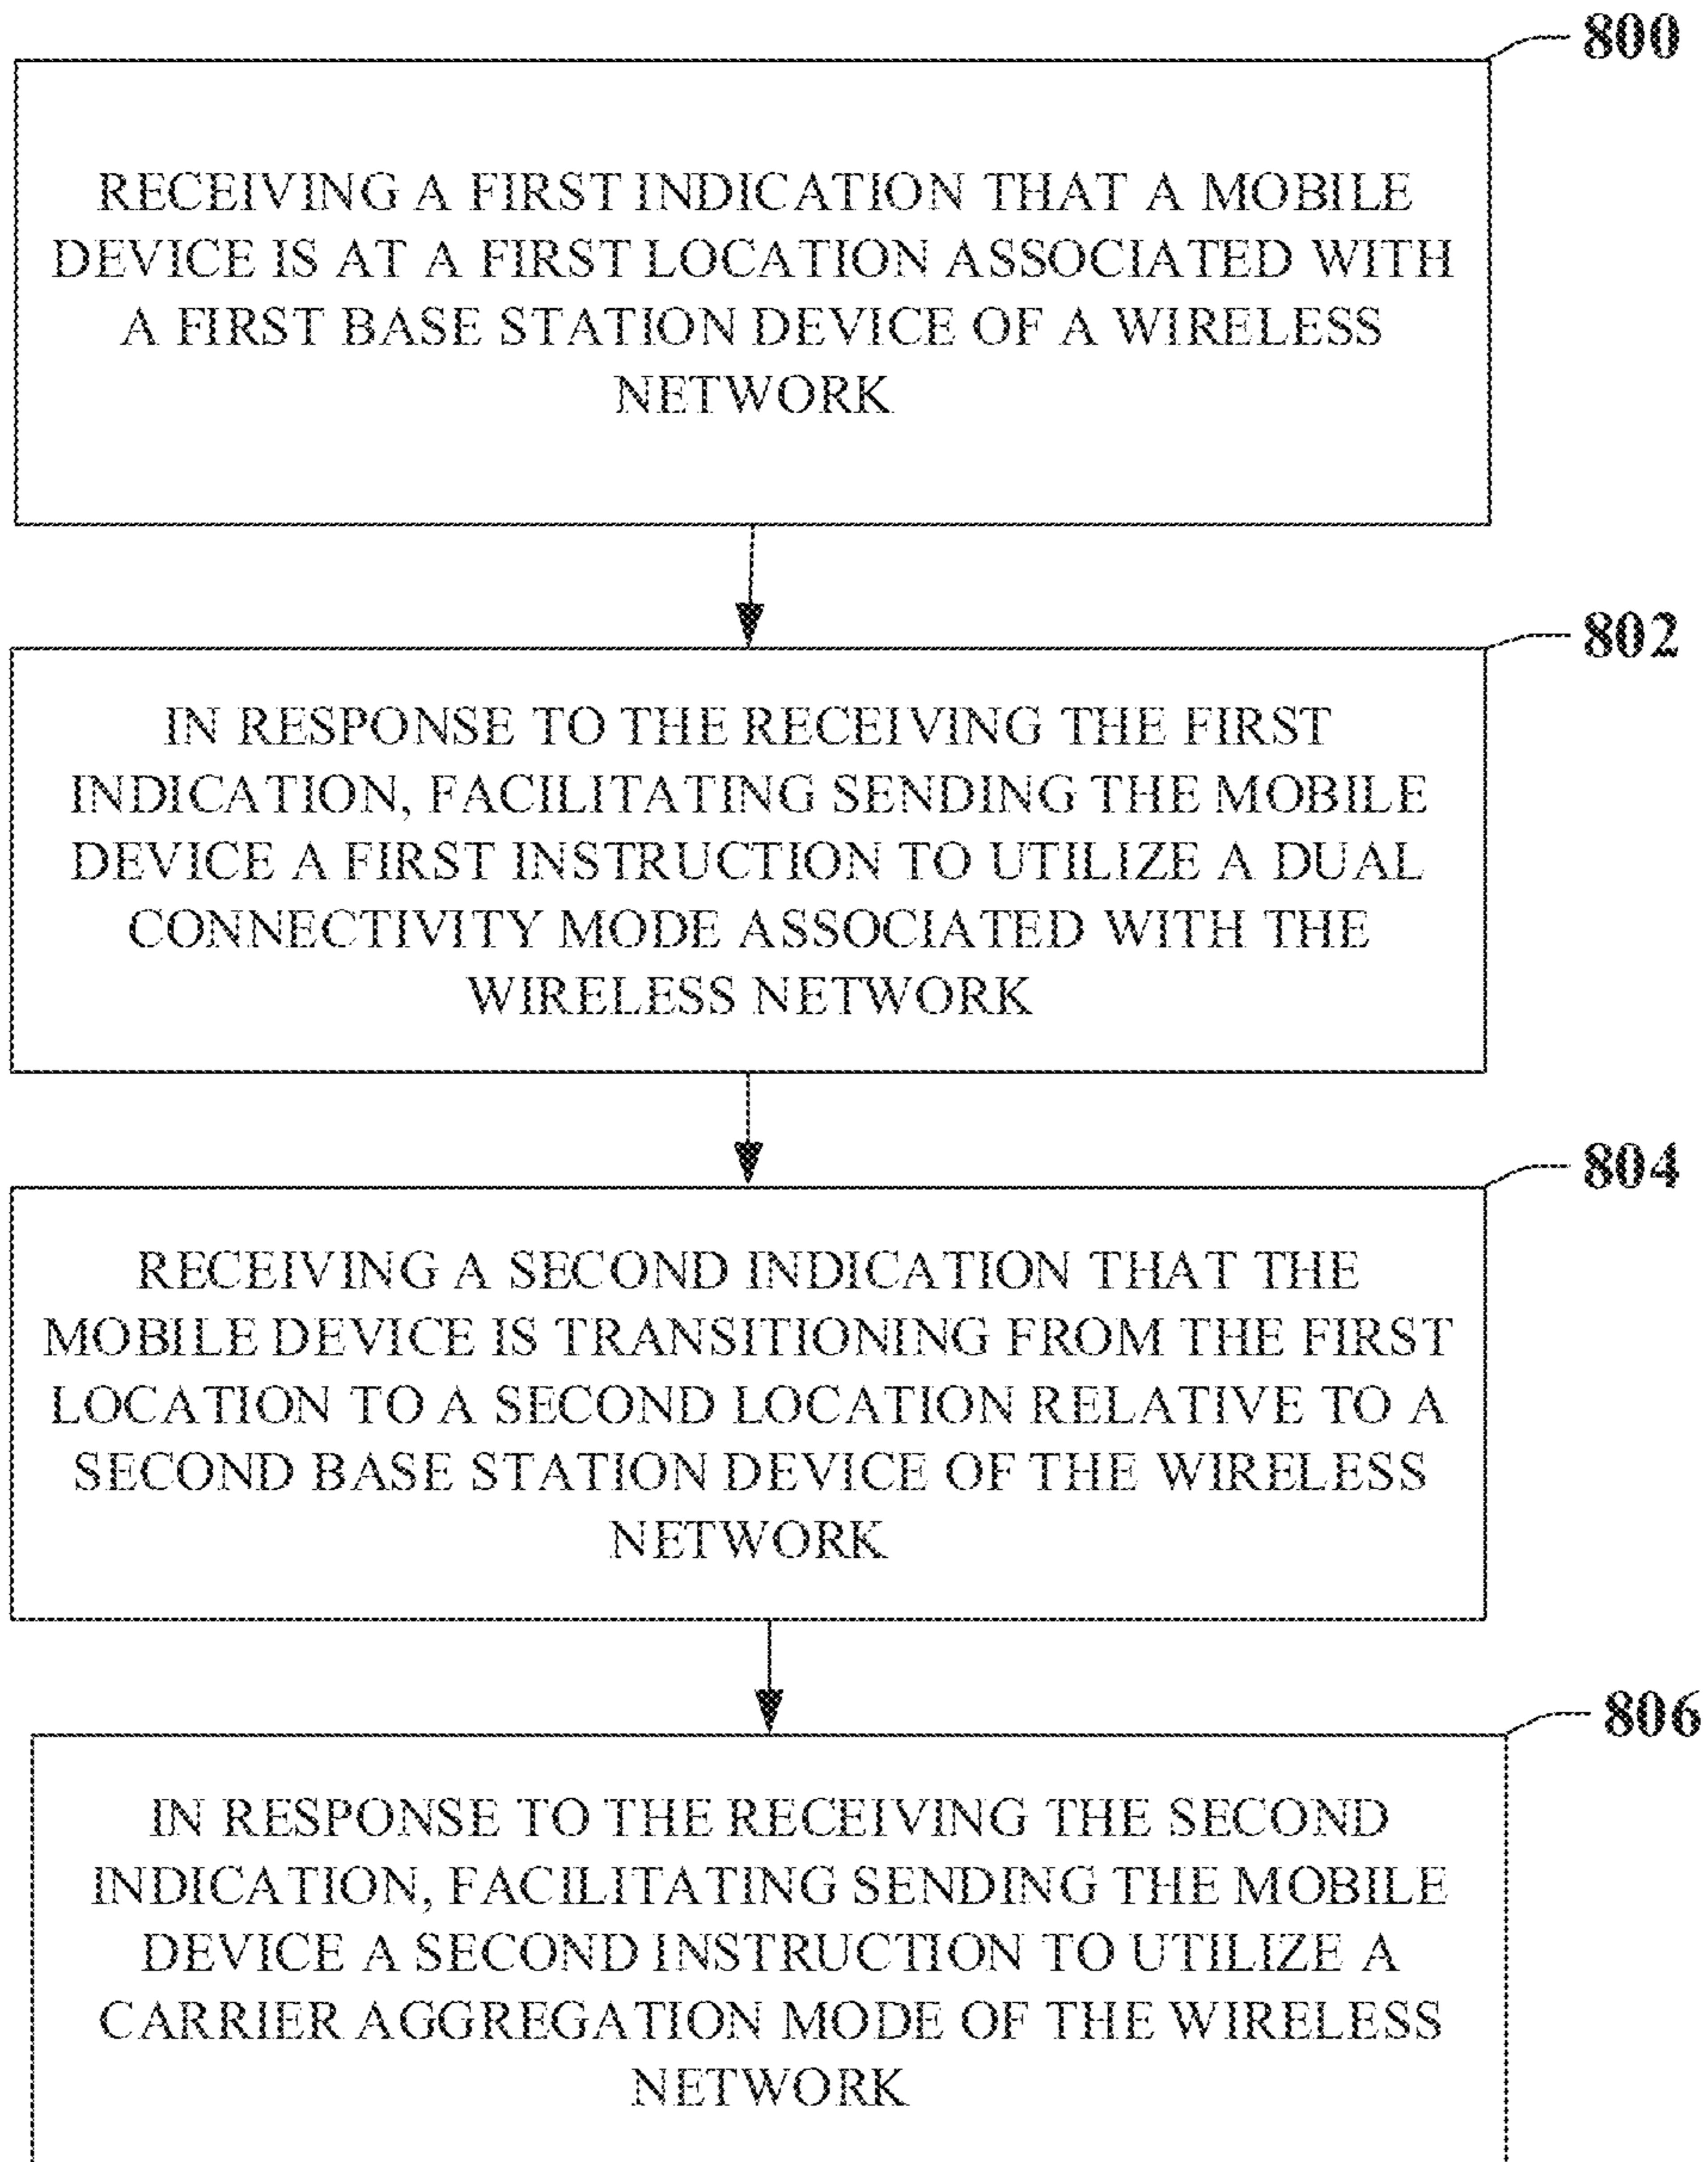 800
RECEIVING A FIRST INDICATION THAT A MOBILE
DEVICE IS AT A FIRST LOCATION ASSOCIATED WITH
A FIRST BASE STATION DEVICE OF A WIRELESS
NETWORK
802
IN RESPONSE TO THE RECEIVING THE FIRST
INDICATION, FACILITATING SENDING THE MOBILE
DEVICE A FIRST INSTRUCTION TO UTILIZE A DUAL
CONNECTIVITY MODE ASSOCIATED WITH THE
WIRELESS NETWORK
804
RECEIVING A SECOND INDICATION THAT THE
MOBILE DEVICE IS TRANSITIONING FROM THE FIRST
LOCATION TO A SECOND LOCATION RELATIVE TO A
SECOND BASE STATION DEVICE OF THE WIRELESS
NETWORK
806
IN RESPONSE TO THE RECEIVING THE SECOND
INDICATION, FACILITATING SENDING THE MOBILE
DEVICE A SECOND INSTRUCTION TO UTILIZE A
CARRIER AGGREGATION MODE OF THE WIRELESS
NETWORK